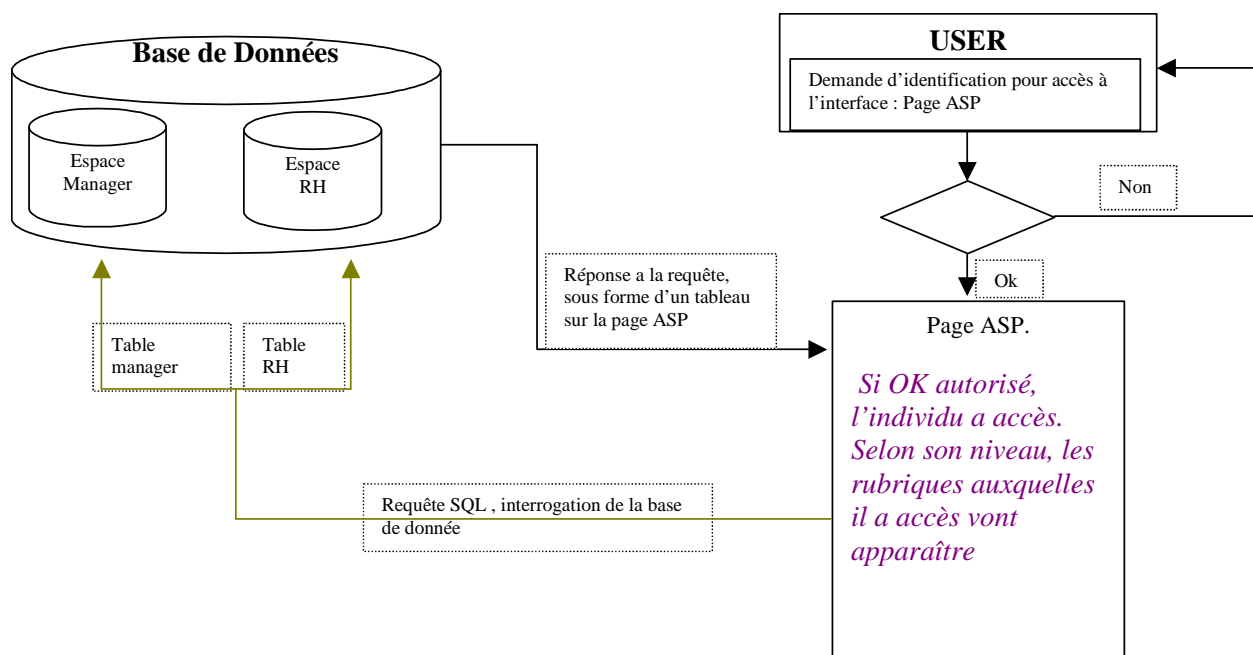 Base de Données
Espace
Manager
Espace
RH
USER
Demande d'identification pour accès à
l'interface : Page ASP
Non
Ok
Réponse a la requête,
sous forme d'un tableau
sur la page ASP
Table
manager
Table
RH
Page ASP.
Si OK autorisé,
l'individu a accès.
Selon son niveau, les
rubriques auxquelles
il a accès vont
apparaître
Requête SQL , interrogation de la base
de donnée